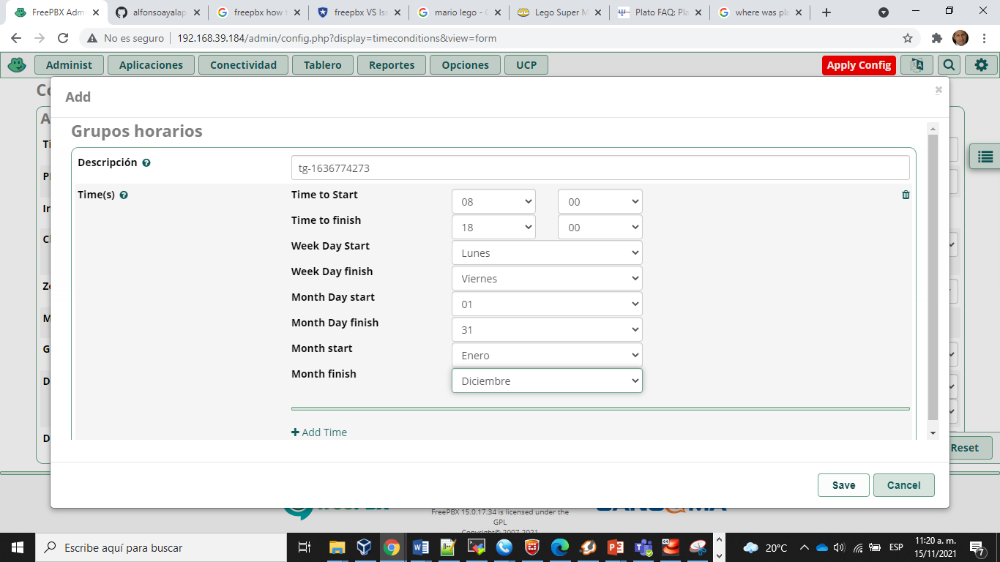 FreePBX Adm
alfonsoayalap
freepbx how
freepbx VS Iss
mario lego - G
Lego Super M
Plato FAQ: Pla
where was pla
No es seguro
192.168.39.184/admin/config.php?display=timeconditions&view=form
Administ
Aplicaciones
Conectividad
Tablero
Reportes
Opciones
UCP
Apply Config
Add
×
Grupos horarios
Descripción
tg-1636774273
Time(s)
Time to Start
08
00
Time to finish
18
00
Week Day Start
Lunes
Week Day finish
Viernes
Month Day start
01
Month Day finish
31
Month start
Enero
Month finish
Diciembre
Add Time
Reset
Save
Cancel
FreePBX 15.0.17.34 is licensed under the
GPL
Copyright© 2007-2021
Escribe aquí para buscar
20°C
ESP
11:20 a. m.
15/11/2021
7